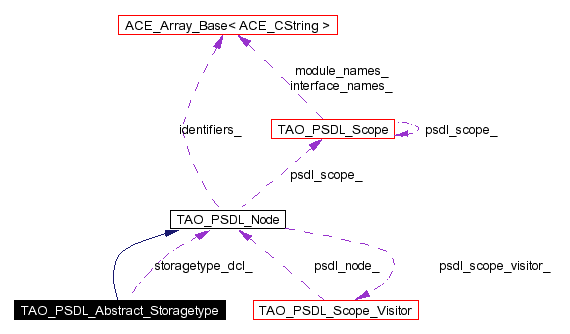 ACE_Array_Base< ACE_CString >
module_names_
interface_names_
identifiers_
TAO_PSDL_Scope
psdl_scope_
psdl_scope_
TAO_PSDL_Node
storagetype_dcl_
psdl_node_
psdl_scope_visitor_
TAO_PSDL_Abstract_Storagetype
TAO_PSDL_Scope_Visitor